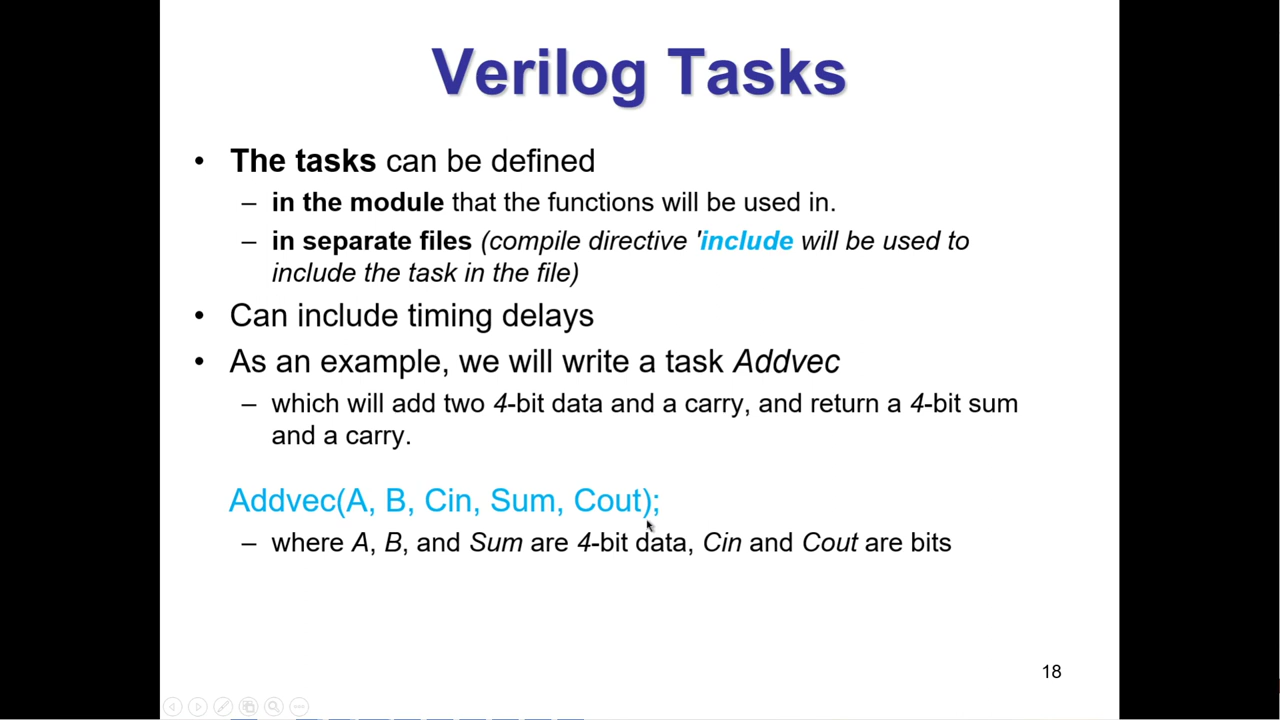 Verilog Tasks
• The tasks can be defined
– in the module that the functions will be used in.
– in separate files (compile directive 'include will be used to
include the task in the file)
• Can include timing delays
• As an example, we will write a task Addvec
– which will add two 4-bit data and a carry, and return a 4-bit sum
and a carry.
Addvec(A, B, Cin, Sum, Cout);
– where A, B, and Sum are 4-bit data, Cin and Cout are bits
18